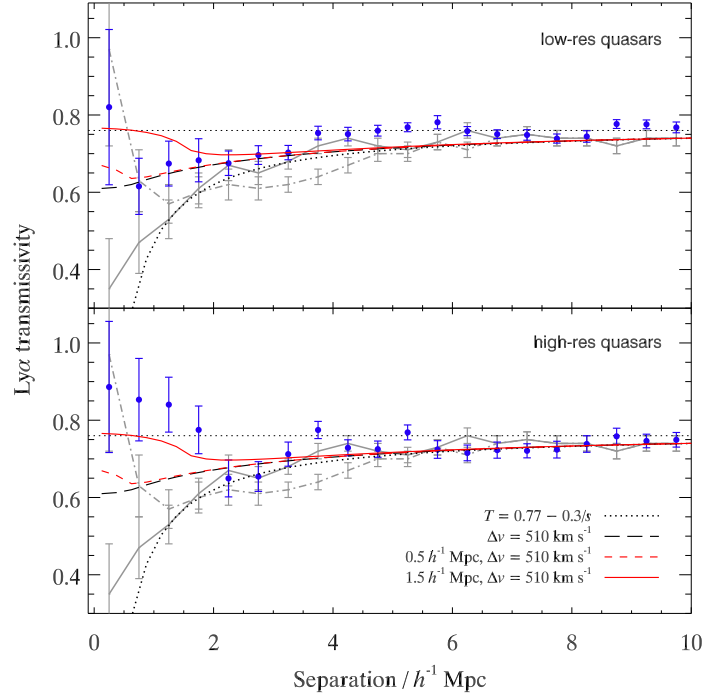 low-res quasars
1.0
0.8
0.6
0.4
Lyα transmissivity
high-res quasars
1.0
0.8
0.6
0.4
T = 0.77 − 0.3/s
Δv = 510 km s⁻¹
0.5 h⁻¹ Mpc, Δv = 510 km s⁻¹
1.5 h⁻¹ Mpc, Δv = 510 km s⁻¹
0 2 4 6 8 10
Separation / h⁻¹ Mpc